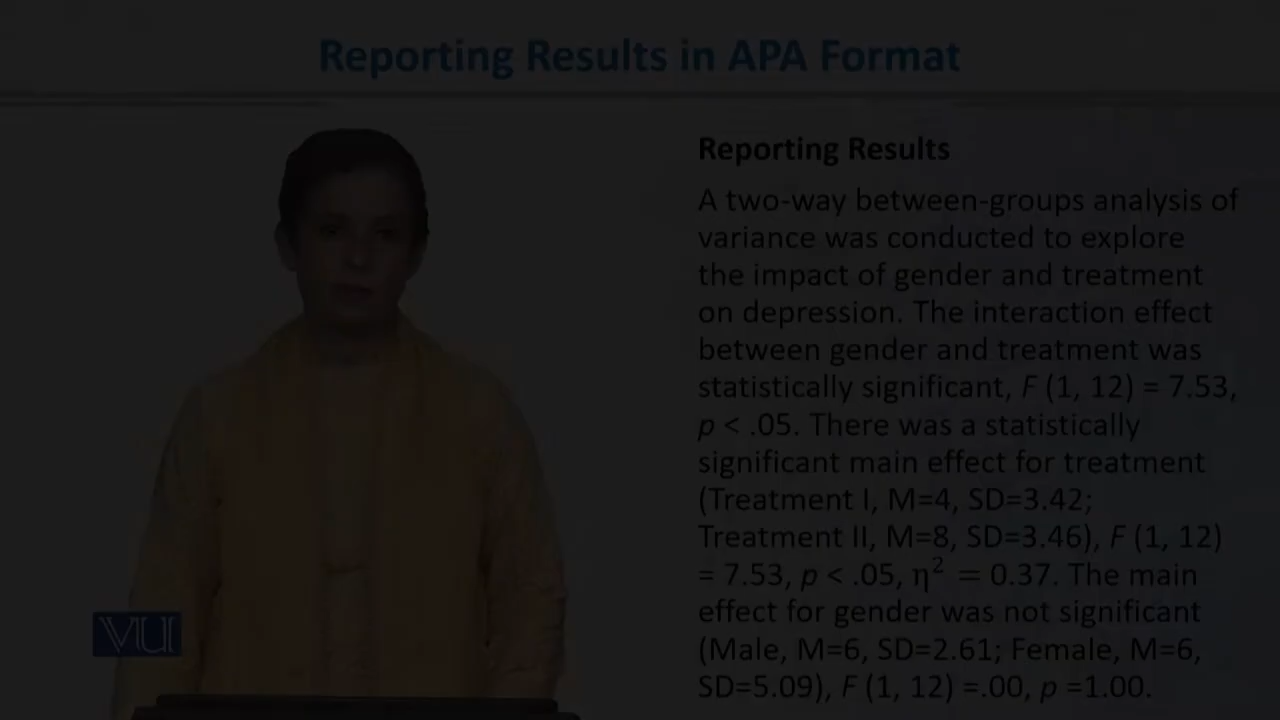 Reporting Results in APA Format
Reporting Results
A two-way between-groups analysis of
variance was conducted to explore
the impact of gender and treatment
on depression. The interaction effect
between gender and treatment was
statistically significant, F (1, 12) = 7.53,
p < .05. There was a statistically
significant main effect for treatment
(Treatment I, M=4, SD=3.42;
Treatment II, M=8, SD=3.46), F (1, 12)
= 7.53, p < .05, η² = 0.37. The main
effect for gender was not significant
(Male, M=6, SD=2.61; Female, M=6,
SD=5.09), F (1, 12) =.00, p =1.00.
VU